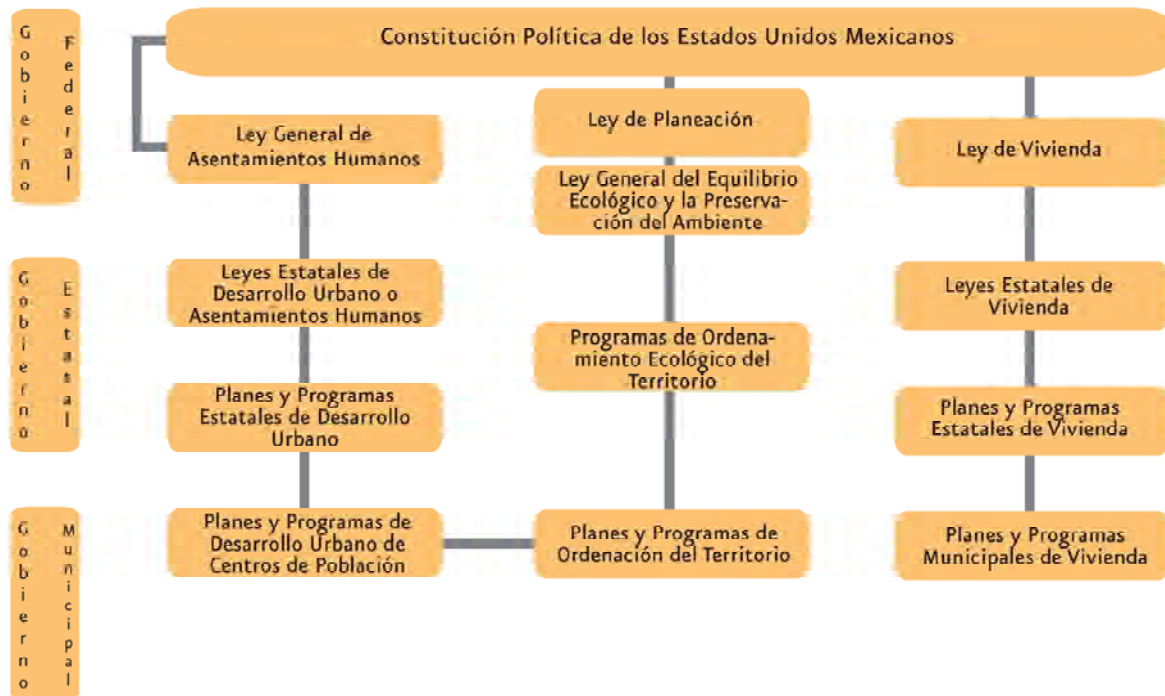 Gobierno Federal
Constitución Política de los Estados Unidos Mexicanos
Ley General de
Asentamientos Humanos
Ley de Planeación
Ley General del Equilibrio
Ecológico y la Preserva-
ción del Ambiente
Ley de Vivienda
Gobierno Estatal
Leyes Estatales de
Desarrollo Urbano o
Asentamientos Humanos
Programas de Ordena-
miento Ecológico del
Territorio
Leyes Estatales de
Vivienda
Planes y Programas
Estatales de Desarrollo
Urbano
Planes y Programas
Estatales de Vivienda
Gobierno Municipal
Planes y Programas de
Desarrollo Urbano de
Centros de Población
Planes y Programas de
Ordenación del Territorio
Planes y Programas
Municipales de Vivienda